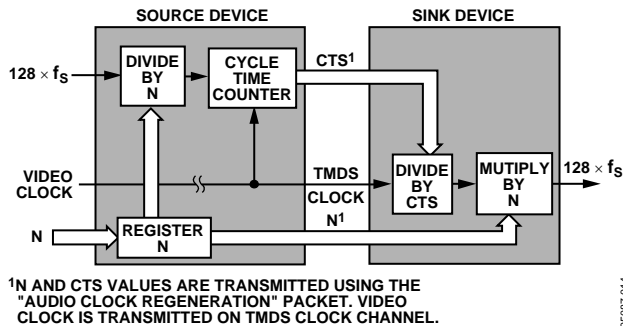 SOURCE DEVICE
SINK DEVICE
128 × fS
DIVIDE
BY
N
CYCLE
TIME
COUNTER
CTS1
VIDEO
CLOCK
TMDS
CLOCK
N1
DIVIDE
BY
CTS
MUTIPLY
BY
N
128 × fS
N
REGISTER
N
1N AND CTS VALUES ARE TRANSMITTED USING THE
"AUDIO CLOCK REGENERATION" PACKET. VIDEO
CLOCK IS TRANSMITTED ON TMDS CLOCK CHANNEL.